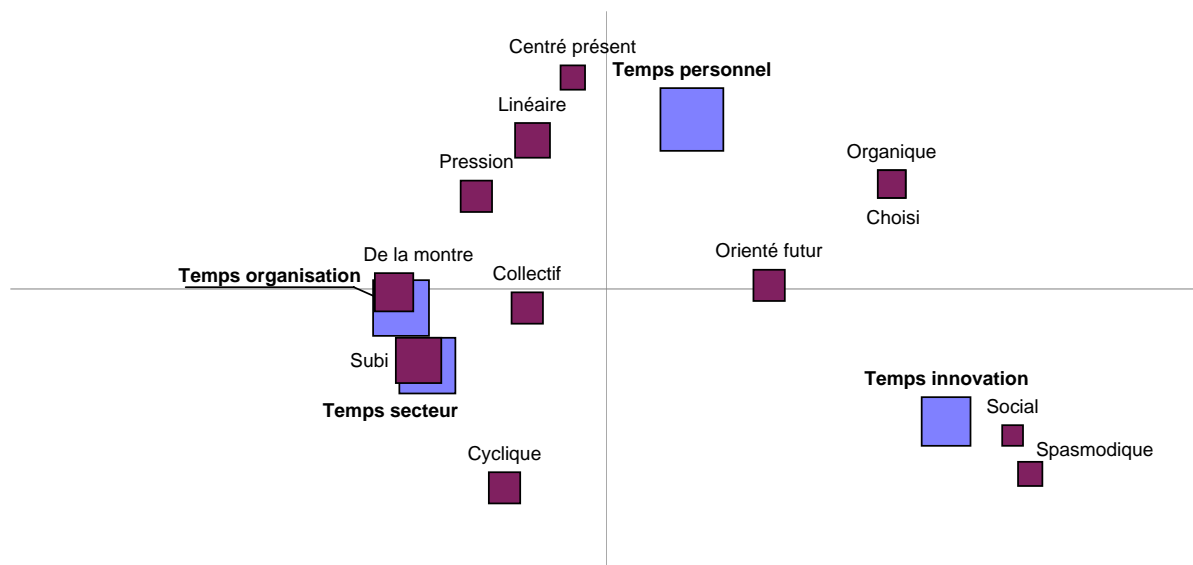 Centré présent
Temps personnel
Linéaire
Pression
Organique
Choisi
De la montre
Orienté futur
Temps organisation
Collectif
Subi
Temps innovation
Temps secteur
Social
Cyclique
Spasmodique